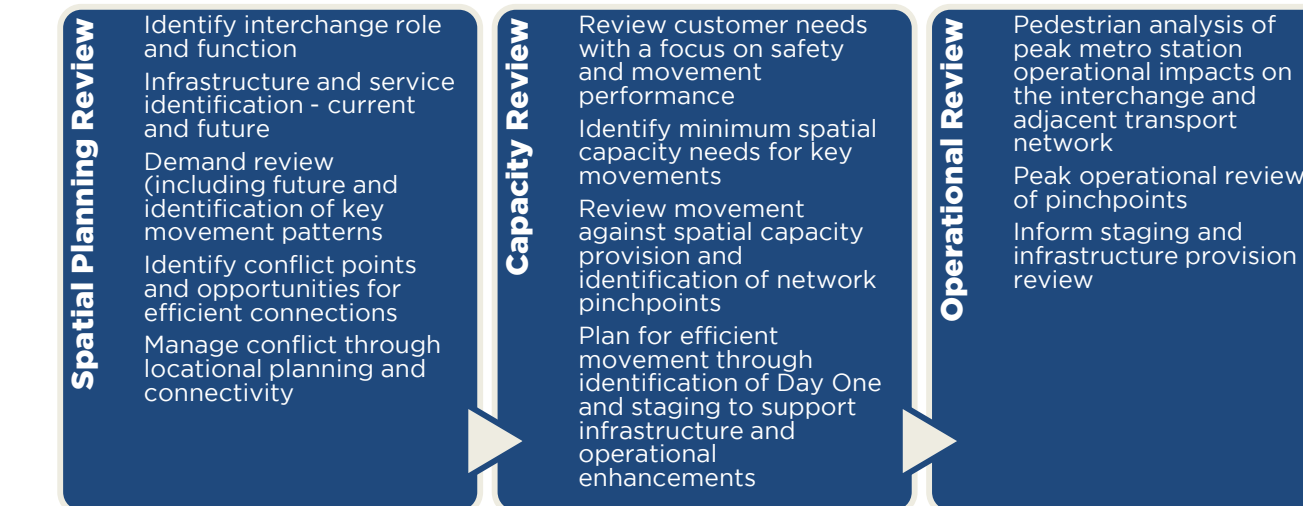 Spatial Planning Review
Identify interchange role
and function
Infrastructure and service
identification - current
and future
Demand review
(including future and
identification of key
movement patterns
Identify conflict points
and opportunities for
efficient connections
Manage conflict through
locational planning and
connectivity
Capacity Review
Review customer needs
with a focus on safety
and movement
performance
Identify minimum spatial
capacity needs for key
movements
Review movement
against spatial capacity
provision and
identification of network
pinchpoints
Plan for efficient
movement through
identification of Day One
and staging to support
infrastructure and
operational
enhancements
Operational Review
Pedestrian analysis of
peak metro station
operational impacts on
the interchange and
adjacent transport
network
Peak operational review
of pinchpoints
Inform staging and
infrastructure provision
review